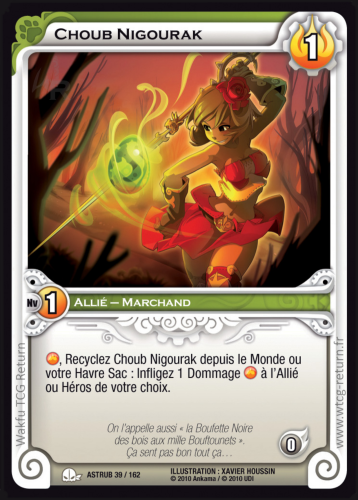 CHOUB NIGOURAK
1
Nv 1 ALLIÉ – MARCHAND
, Recyclez Choub Nigourak depuis le Monde ou
votre Havre Sac : Infligez 1 Dommage à l'Allié
ou Héros de votre choix.
On l'appelle aussi « la Boufette Noire
des bois aux mille Bouftounets ».
Ça sent pas bon tout ça...
0
ASTRUB 39 / 162
ILLUSTRATION : XAVIER HOUSSIN
© 2010 Ankama / © 2010 UDI
Wakfu TCG Return
www.wtcg-return.fr